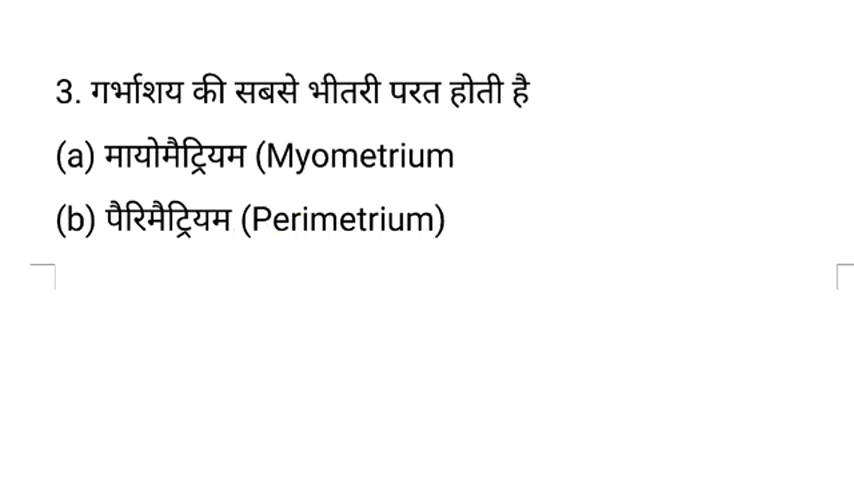 3. गर्भाशय की सबसे भीतरी परत होती है
(a) मायोमैट्रियम (Myometrium
(b) पैरिमैट्रियम (Perimetrium)